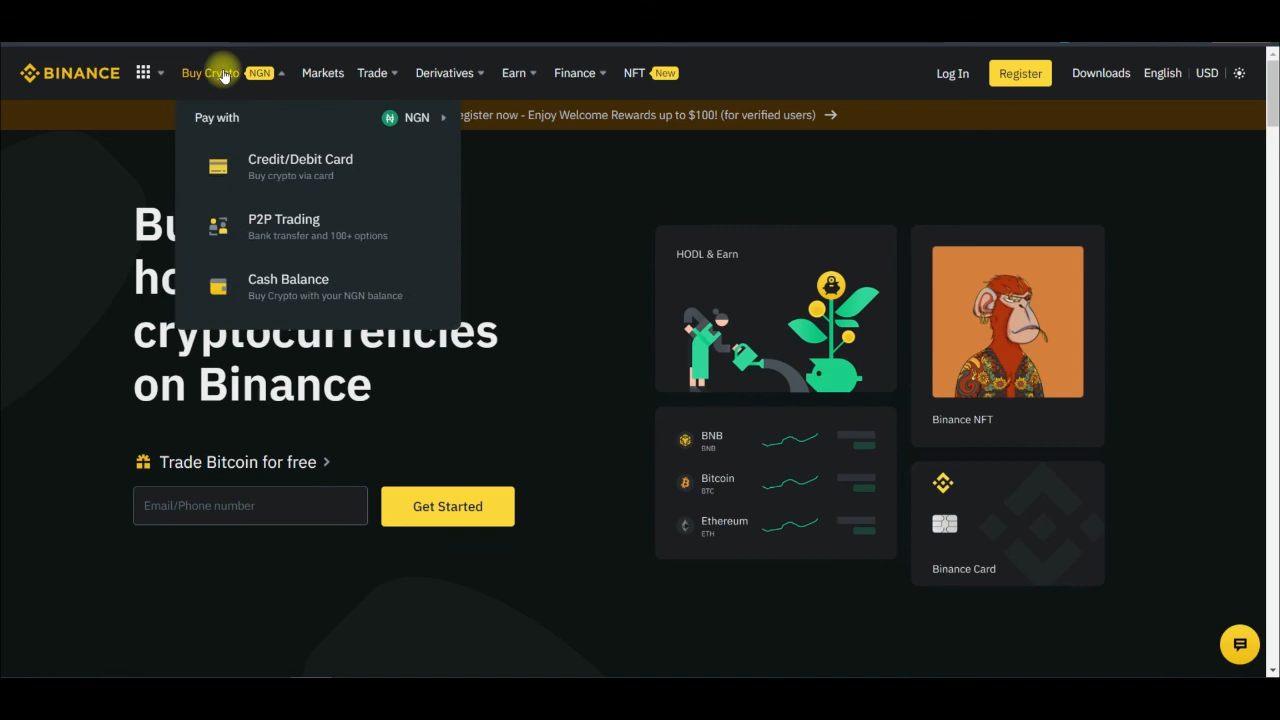 BINANCE
Buy Crypto NGN
Markets
Trade
Derivatives
Earn
Finance
NFT New
Log In
Register
Downloads
English
USD
Pay with
NGN
egister now - Enjoy Welcome Rewards up to $100! (for verified users)
Credit/Debit Card
Buy crypto via card
P2P Trading
Bank transfer and 100+ options
Cash Balance
Buy Crypto with your NGN balance
cryptocurrencies
on Binance
Trade Bitcoin for free
Email/Phone number
Get Started
HODL & Earn
BNB
BNB
Bitcoin
BTC
Ethereum
ETH
Binance NFT
Binance Card